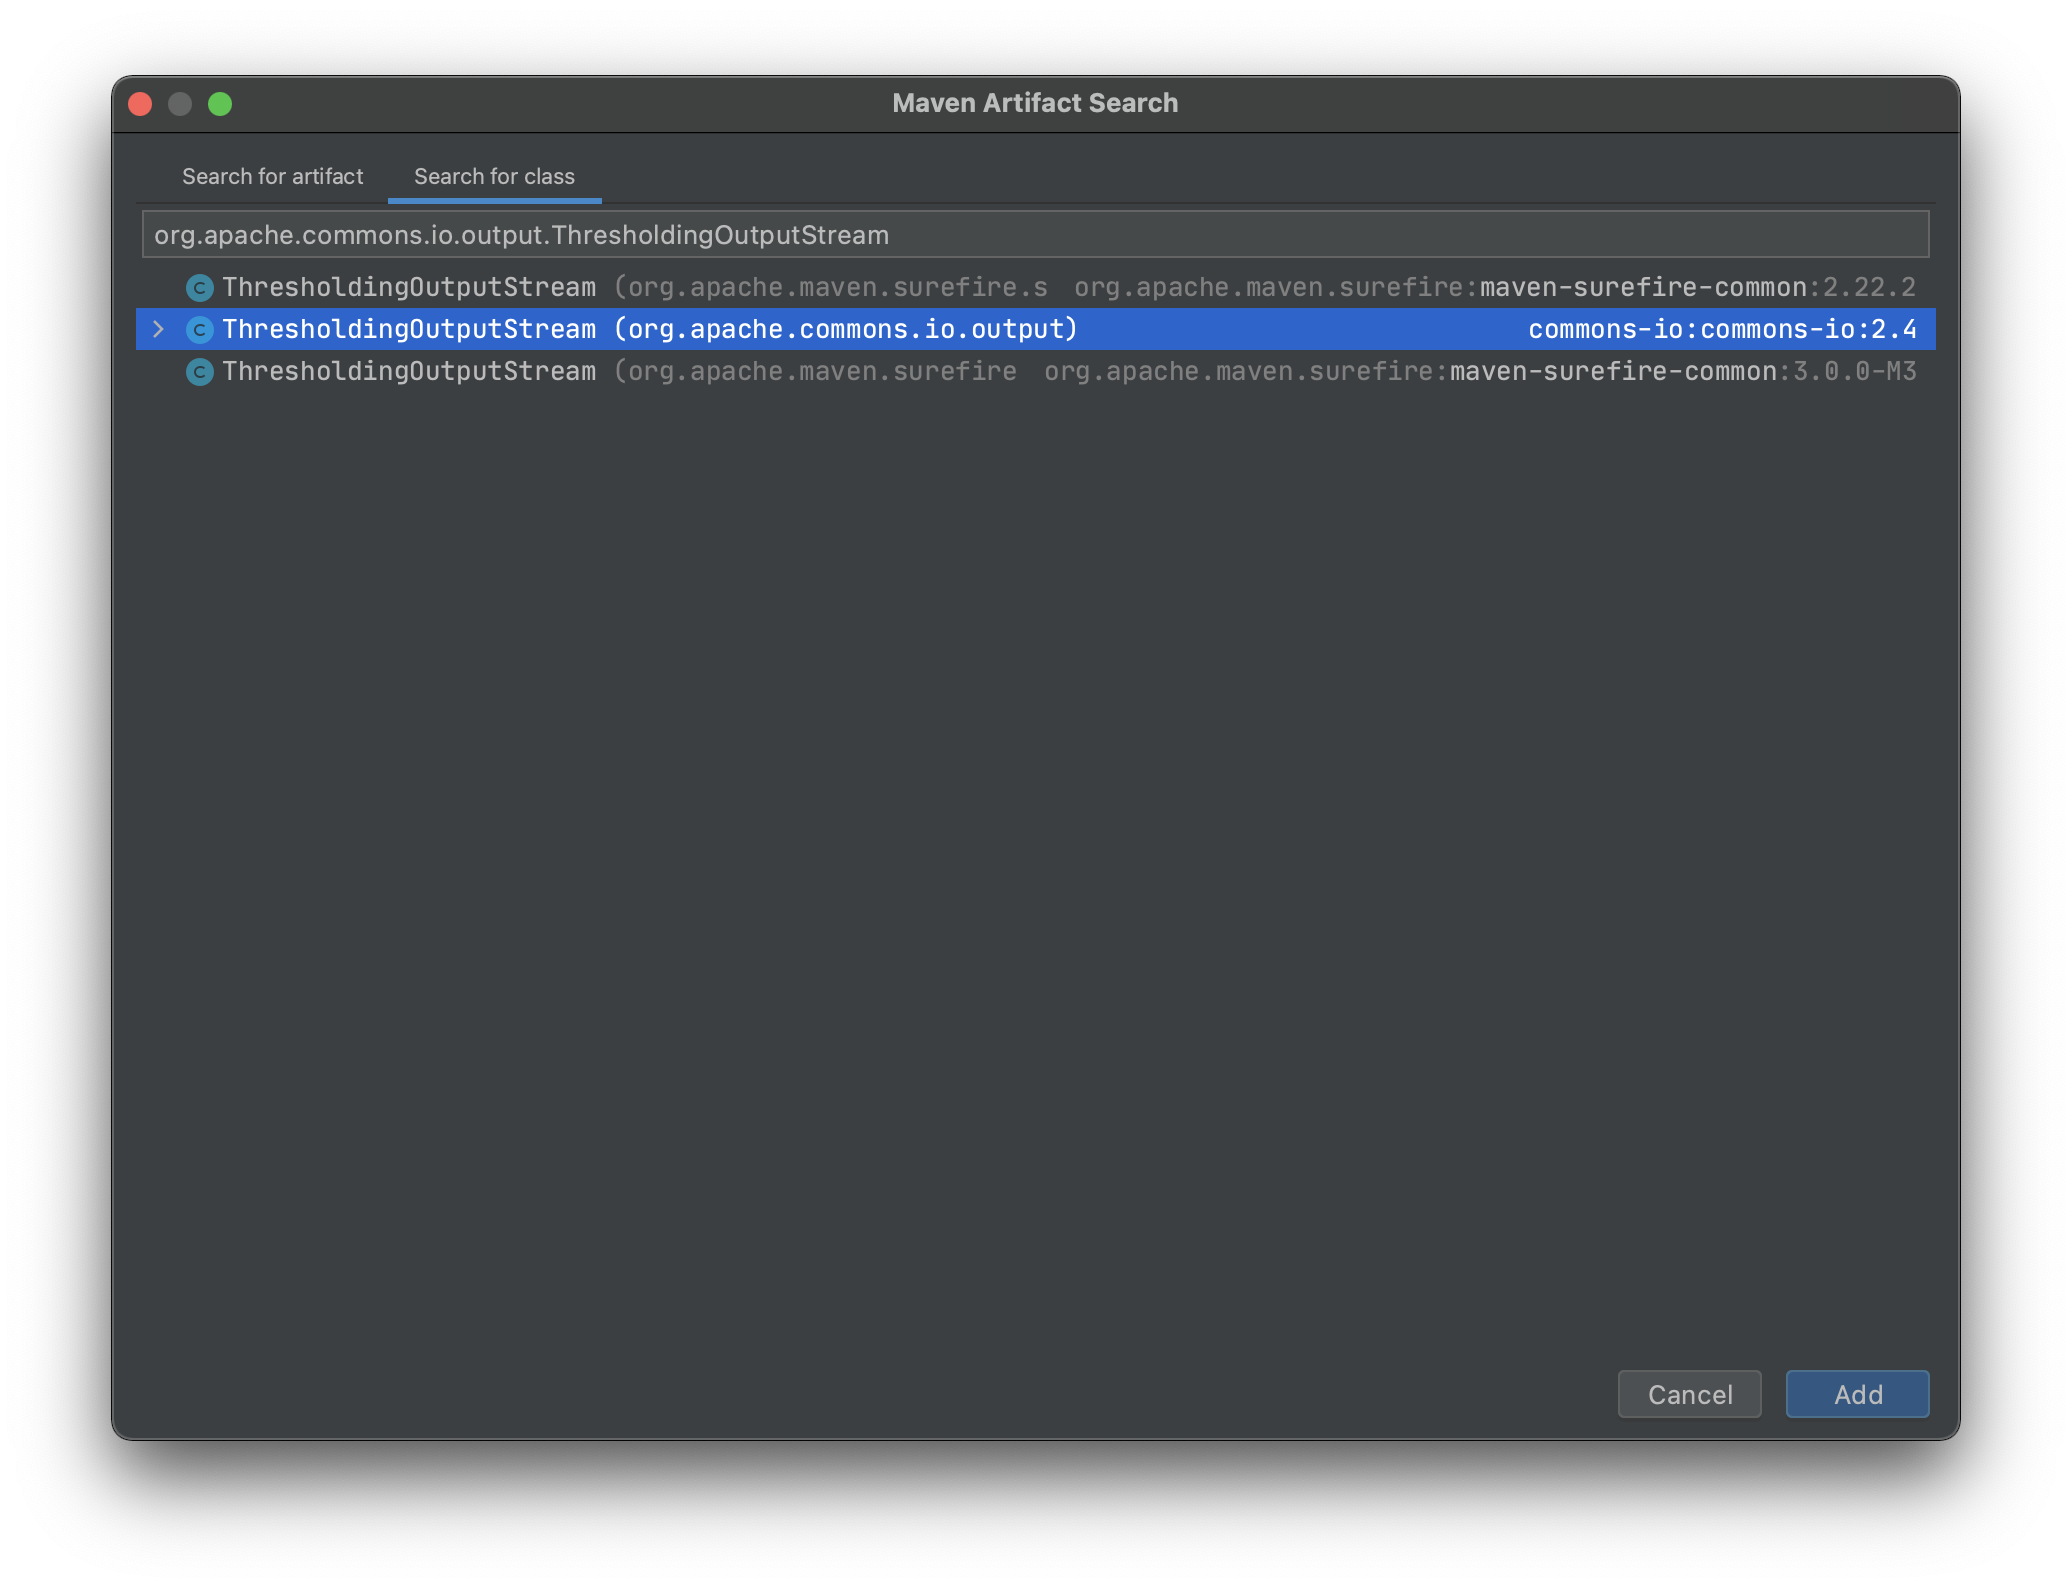 Maven Artifact Search
Search for artifact Search for class
org.apache.commons.io.output.ThresholdingOutputStream
C ThresholdingOutputStream (org.apache.maven.surefire.s org.apache.maven.surefire:maven-surefire-common:2.22.2
C ThresholdingOutputStream (org.apache.commons.io.output) commons-io:commons-io:2.4
C ThresholdingOutputStream (org.apache.maven.surefire org.apache.maven.surefire:maven-surefire-common:3.0.0-M3
Cancel Add